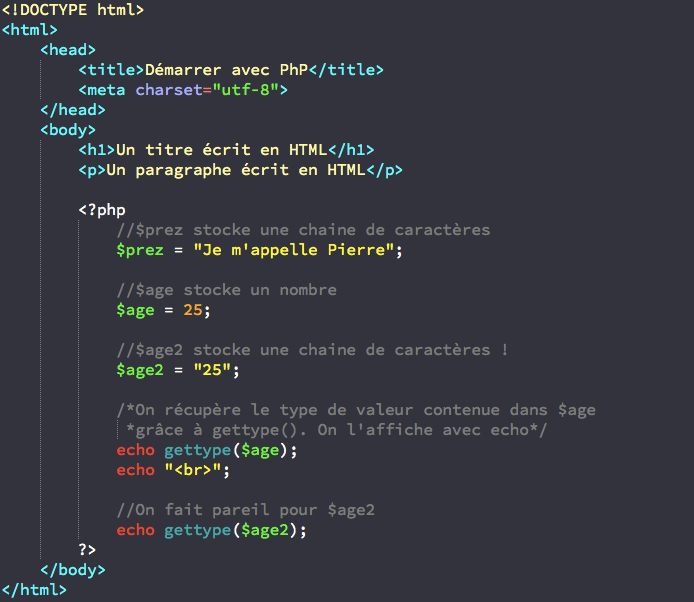 <!DOCTYPE html>
<html>
    <head>
        <title>Démarrer avec PhP</title>
        <meta charset="utf-8">
    </head>
    <body>
        <h1>Un titre écrit en HTML</h1>
        <p>Un paragraphe écrit en HTML</p>

        <?php
            //$prez stocke une chaine de caractères
            $prez = "Je m'appelle Pierre";

            //$age stocke un nombre
            $age = 25;

            //$age2 stocke une chaine de caractères !
            $age2 = "25";

            /*On récupère le type de valeur contenue dans $age
             *grâce à gettype(). On l'affiche avec echo*/
            echo gettype($age);
            echo "<br>";

            //On fait pareil pour $age2
            echo gettype($age2);
        ?>
    </body>
</html>